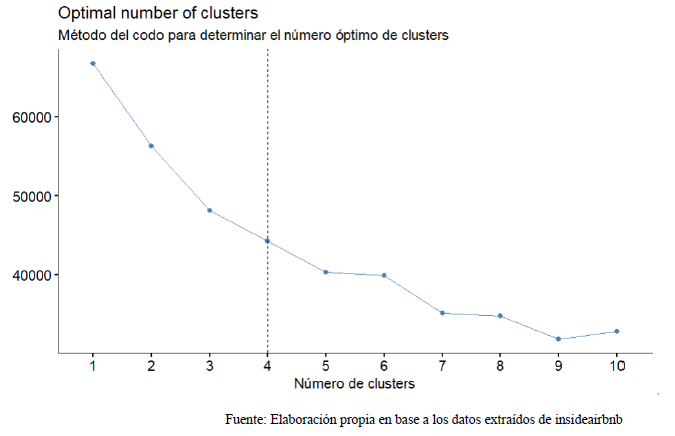 Optimal number of clusters
Método del codo para determinar el número óptimo de clusters
60000
50000
40000
1 2 3 4 5 6 7 8 9 10
Número de clusters
Fuente: Elaboración propia en base a los datos extraídos de insideairbnb